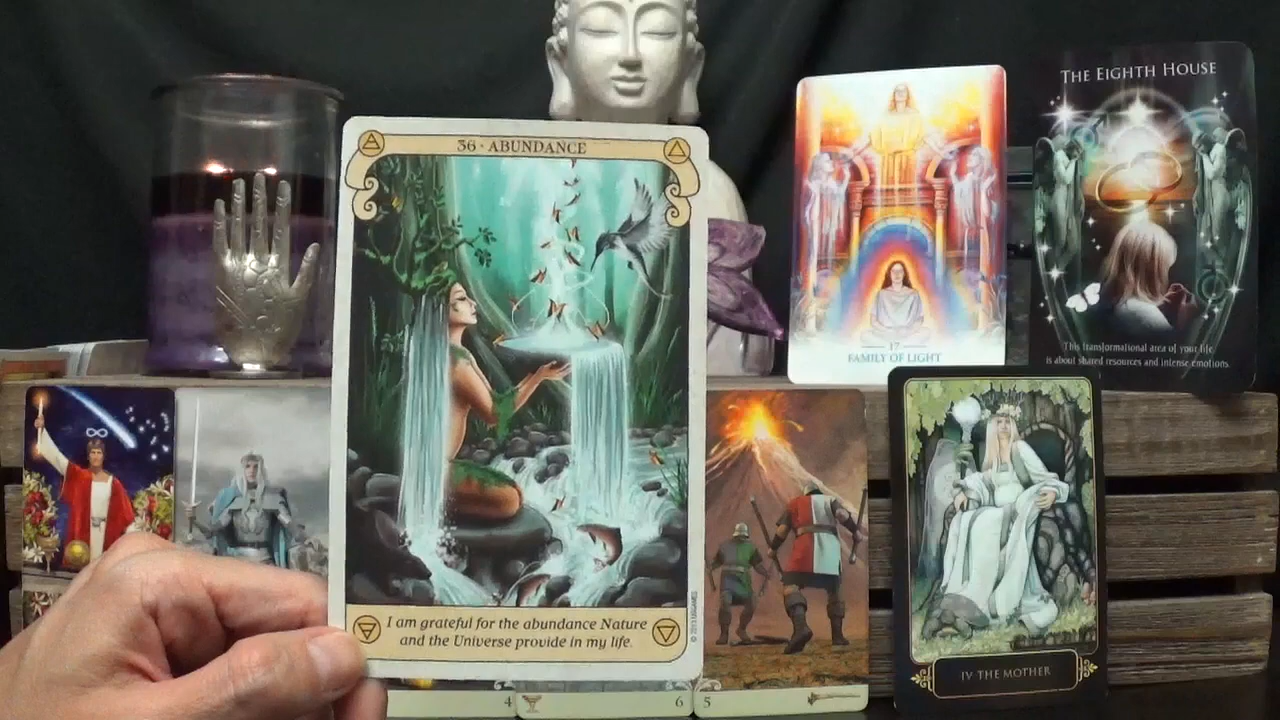 36 · ABUNDANCE
I am grateful for the abundance Nature
and the Universe provide in my life.
© 2013 USGAMES
17
FAMILY OF LIGHT
THE EIGHTH HOUSE
This transformational area of your life
is about shared resources and intense emotions.
IV THE MOTHER
4
6
5